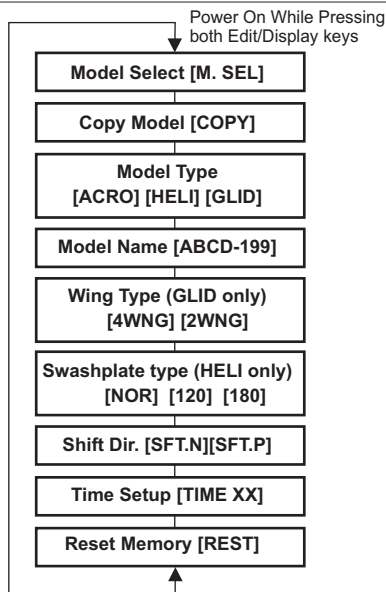 Power On While Pressing
both Edit/Display keys
Model Select [M. SEL]
Copy Model [COPY]
Model Type
[ACRO] [HELI] [GLID]
Model Name [ABCD-199]
Wing Type (GLID only)
[4WNG] [2WNG]
Swashplate type (HELI only)
[NOR] [120] [180]
Shift Dir. [SFT.N][SFT.P]
Time Setup [TIME XX]
Reset Memory [REST]